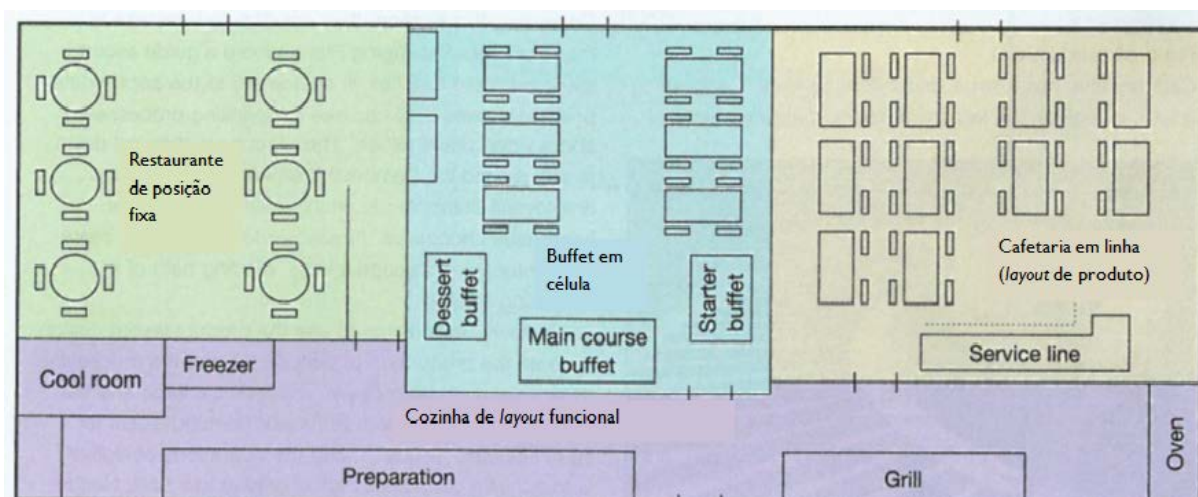 Restaurante
de posição
fixa
Buffet em
célula
Cafetaria em linha
(layout de produto)
Dessert
buffet
Main course
buffet
Starter
buffet
Service line
Cool room
Freezer
Cozinha de layout funcional
Preparation
Grill
Oven